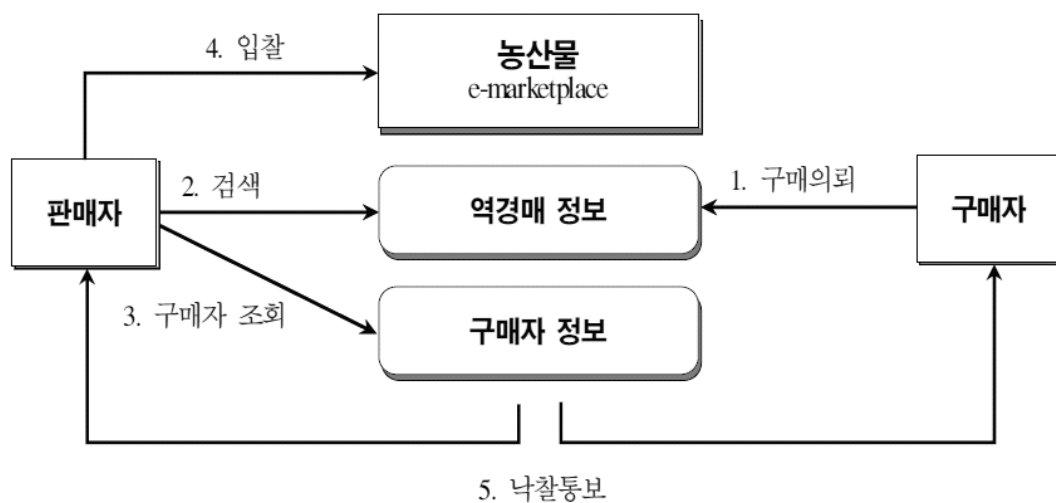 4. 입찰
농산물
e-marketplace
판매자
2. 검색
역경매 정보
1. 구매의뢰
구매자
3. 구매자 조회
구매자 정보
5. 낙찰통보